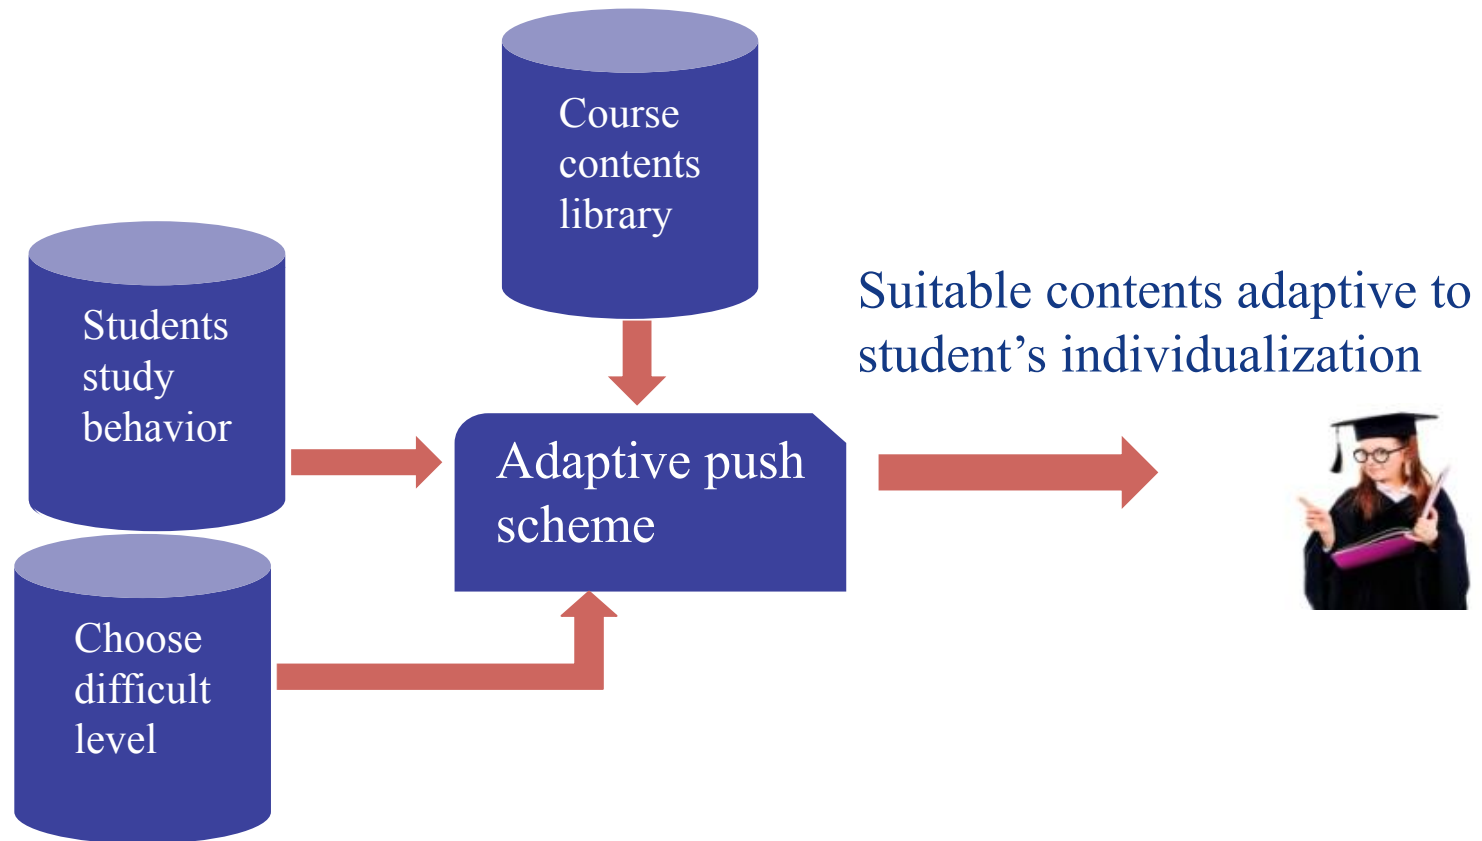 Course
contents
library
Students
study
behavior
Suitable contents adaptive to
student’s individualization
Adaptive push
scheme
Choose
difficult
level